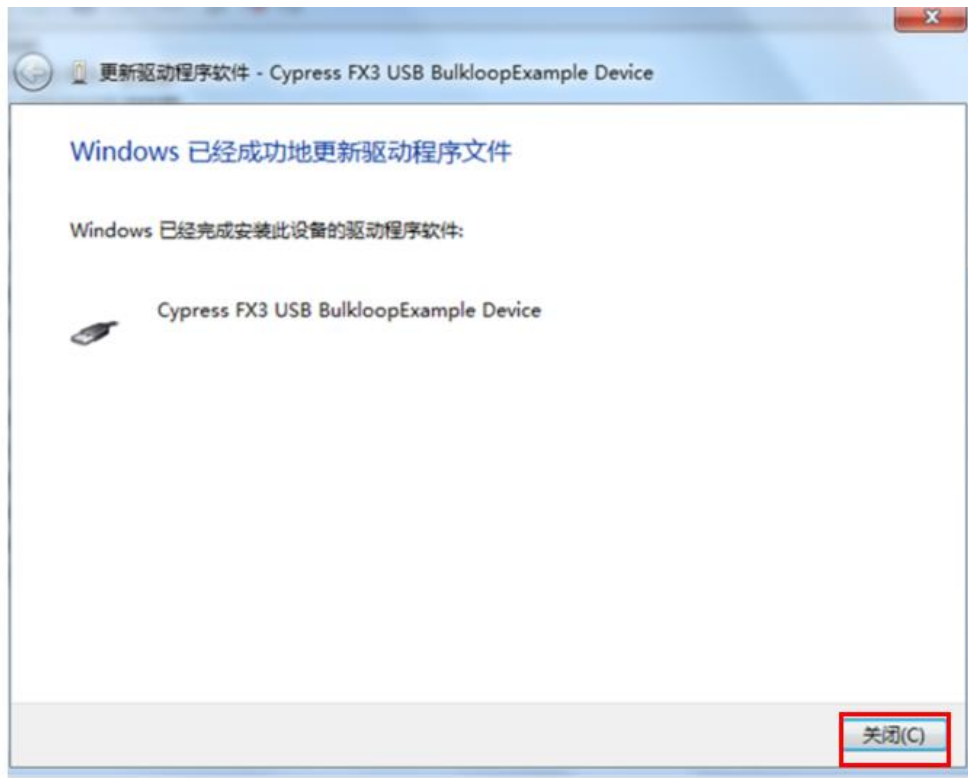 更新驱动程序软件 - Cypress FX3 USB BulkloopExample Device
Windows 已经成功地更新驱动程序文件
Windows 已经完成安装此设备的驱动程序软件:
Cypress FX3 USB BulkloopExample Device
关闭(C)